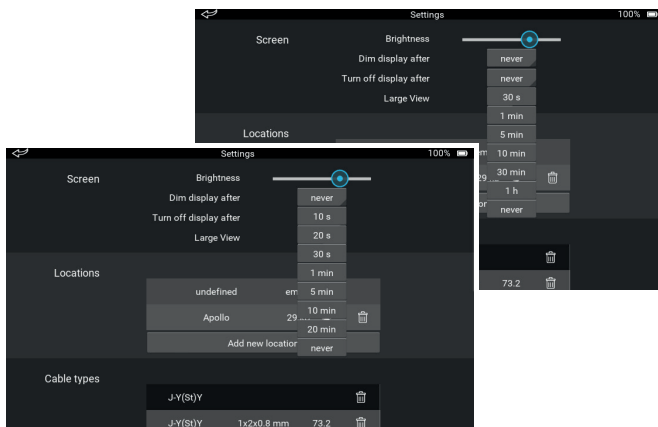 Settings 100%
Screen Brightness
Dim display after never
Turn off display after never
Large View 30 s
1 min
Locations 5 min
10 min
29 30 min
1 h
never
73.2
Settings 100%
Screen Brightness
Dim display after never
Turn off display after 10 s
Large View 20 s
30 s
Locations 1 min
undefined em 5 min
Apollo 29 10 min
20 min
Add new location never
Cable types
J-Y(St)Y
J-Y(St)Y 1x2x0.8 mm 73.2